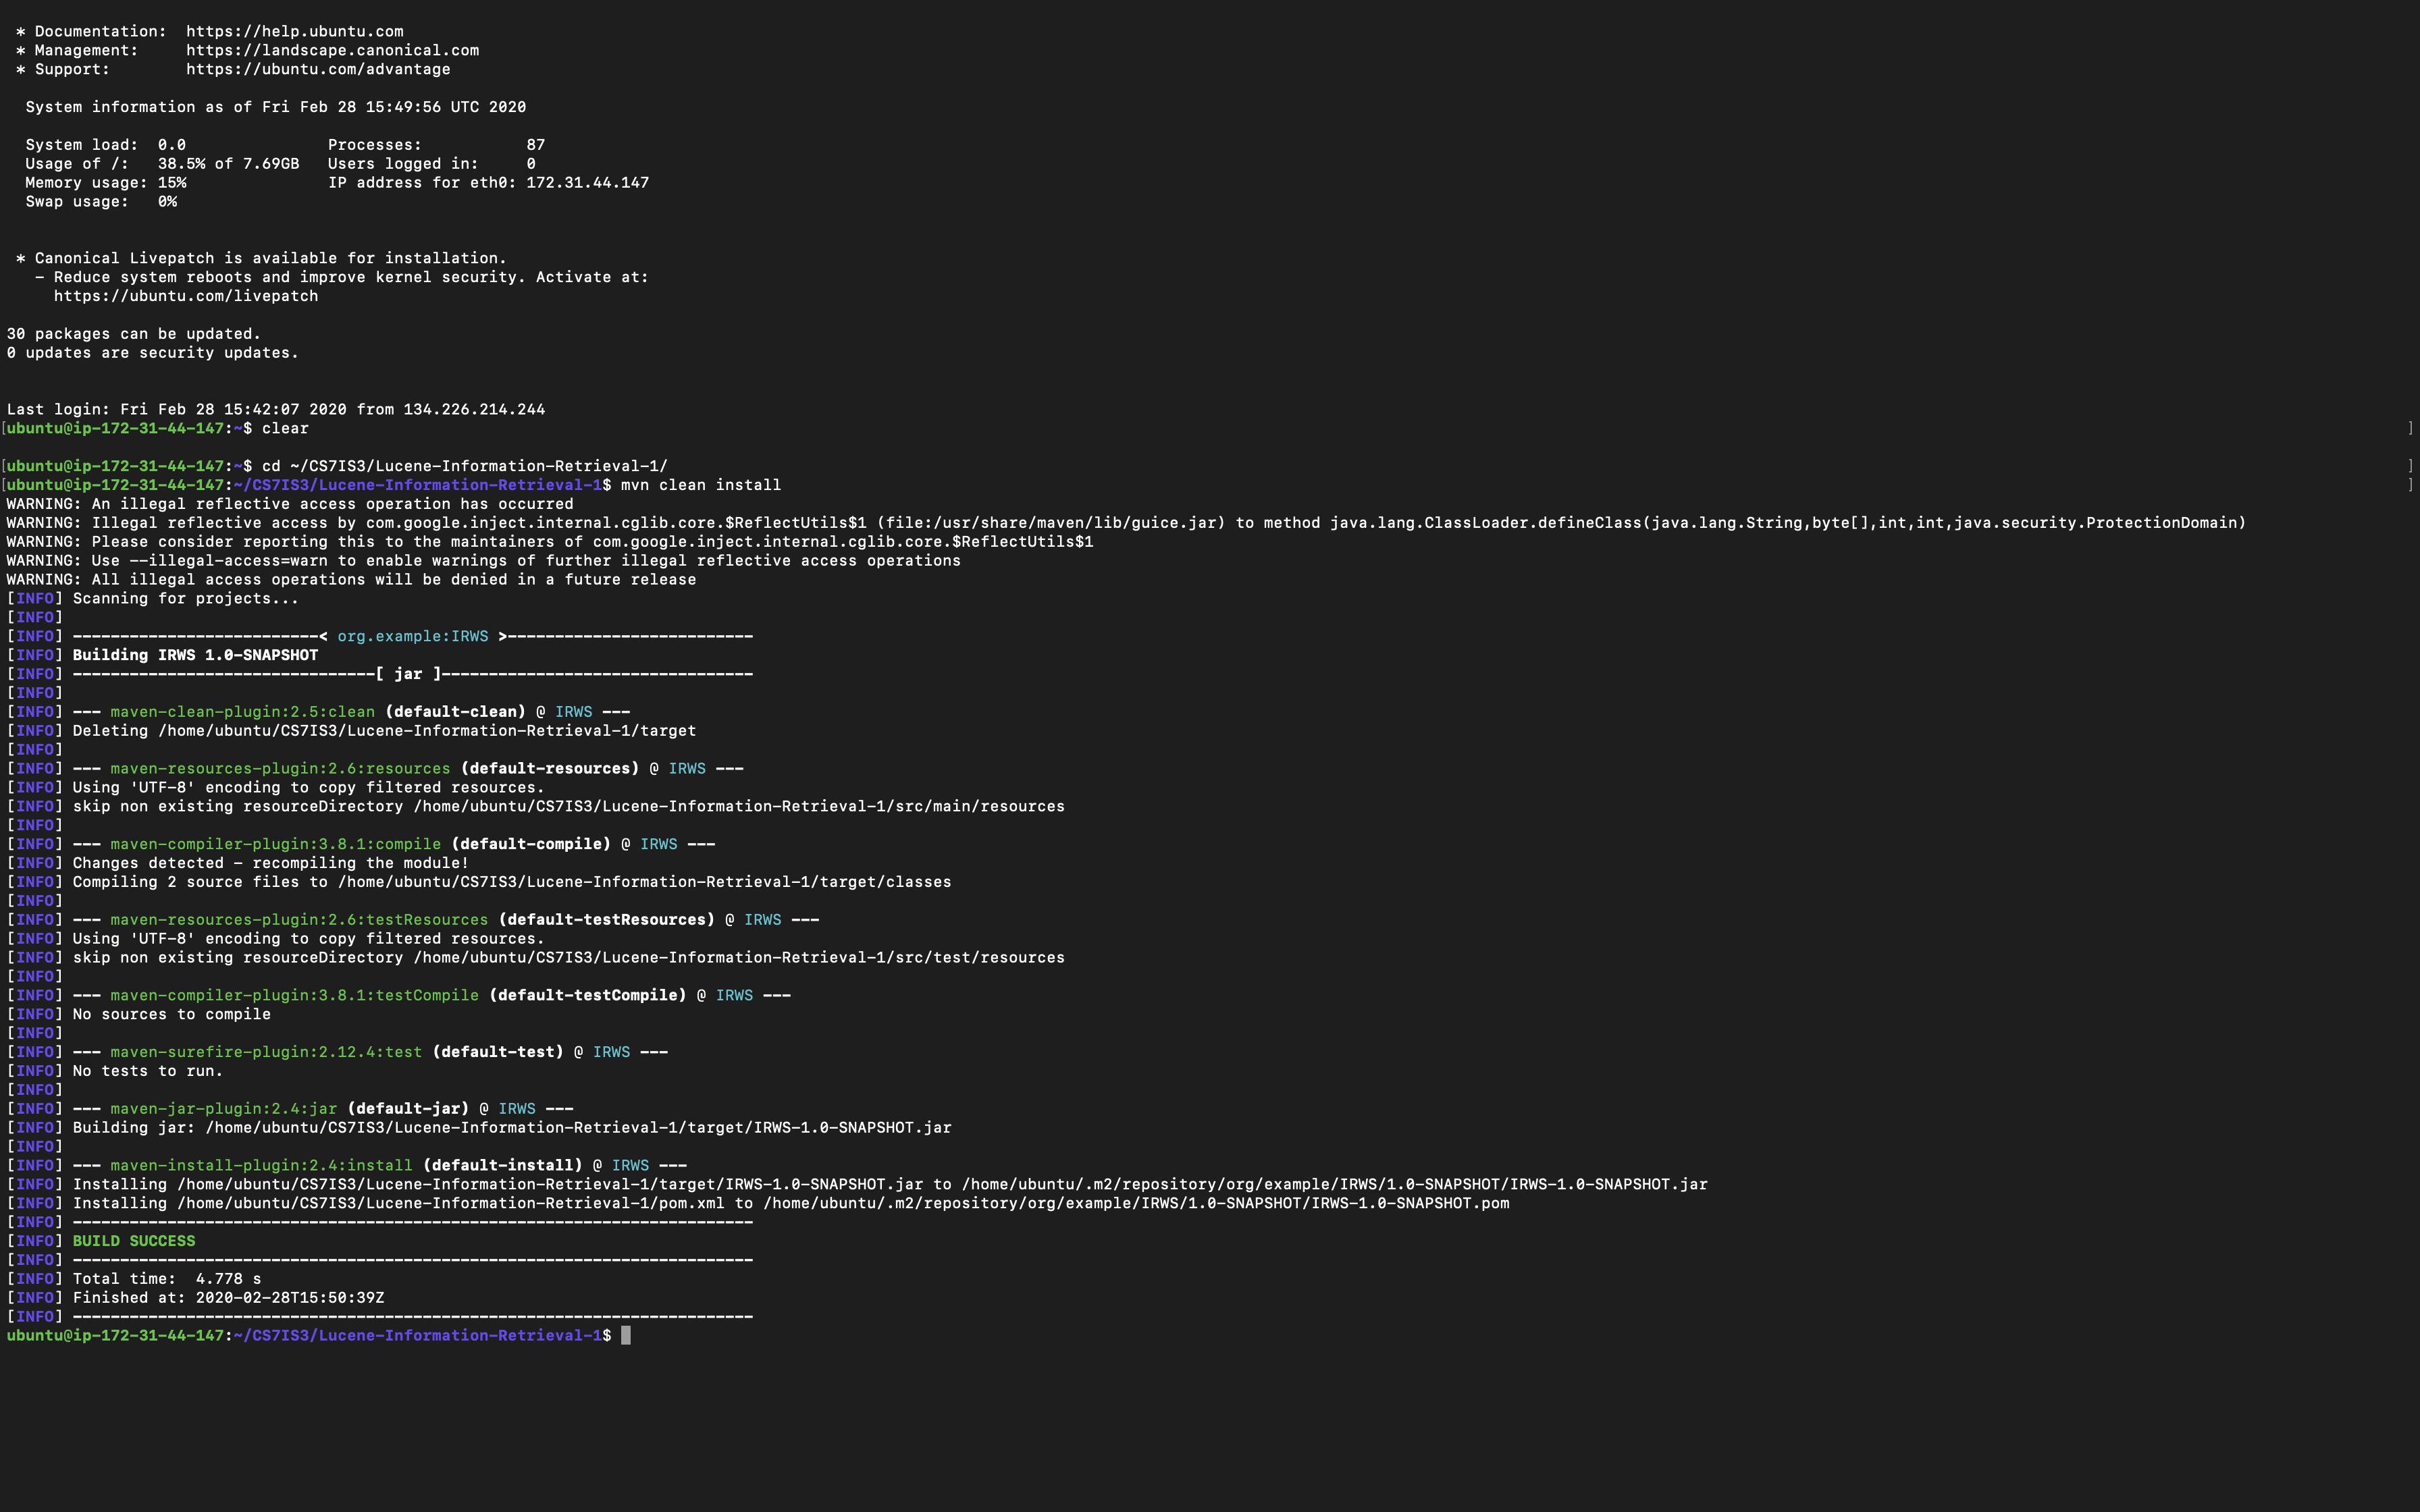 * Documentation:  https://help.ubuntu.com
* Management:     https://landscape.canonical.com
* Support:        https://ubuntu.com/advantage
System information as of Fri Feb 28 15:49:56 UTC 2020
System load:  0.0               Processes:           87
Usage of /:   38.5% of 7.69GB   Users logged in:     0
Memory usage: 15%               IP address for eth0: 172.31.44.147
Swap usage:   0%
* Canonical Livepatch is available for installation.
- Reduce system reboots and improve kernel security. Activate at:
https://ubuntu.com/livepatch
30 packages can be updated.
0 updates are security updates.
Last login: Fri Feb 28 15:42:07 2020 from 134.226.214.244
[ubuntu@ip-172-31-44-147:~$ clear ]
[ubuntu@ip-172-31-44-147:~$ cd ~/CS7IS3/Lucene-Information-Retrieval-1/ ]
[ubuntu@ip-172-31-44-147:~/CS7IS3/Lucene-Information-Retrieval-1$ mvn clean install ]
WARNING: An illegal reflective access operation has occurred
WARNING: Illegal reflective access by com.google.inject.internal.cglib.core.$ReflectUtils$1 (file:/usr/share/maven/lib/guice.jar) to method java.lang.ClassLoader.defineClass(java.lang.String,byte[],int,int,java.security.ProtectionDomain)
WARNING: Please consider reporting this to the maintainers of com.google.inject.internal.cglib.core.$ReflectUtils$1
WARNING: Use --illegal-access=warn to enable warnings of further illegal reflective access operations
WARNING: All illegal access operations will be denied in a future release
[INFO] Scanning for projects...
[INFO]
[INFO] --------------------------< org.example:IRWS >--------------------------
[INFO] Building IRWS 1.0-SNAPSHOT
[INFO] --------------------------------[ jar ]---------------------------------
[INFO]
[INFO] --- maven-clean-plugin:2.5:clean (default-clean) @ IRWS ---
[INFO] Deleting /home/ubuntu/CS7IS3/Lucene-Information-Retrieval-1/target
[INFO]
[INFO] --- maven-resources-plugin:2.6:resources (default-resources) @ IRWS ---
[INFO] Using 'UTF-8' encoding to copy filtered resources.
[INFO] skip non existing resourceDirectory /home/ubuntu/CS7IS3/Lucene-Information-Retrieval-1/src/main/resources
[INFO]
[INFO] --- maven-compiler-plugin:3.8.1:compile (default-compile) @ IRWS ---
[INFO] Changes detected - recompiling the module!
[INFO] Compiling 2 source files to /home/ubuntu/CS7IS3/Lucene-Information-Retrieval-1/target/classes
[INFO]
[INFO] --- maven-resources-plugin:2.6:testResources (default-testResources) @ IRWS ---
[INFO] Using 'UTF-8' encoding to copy filtered resources.
[INFO] skip non existing resourceDirectory /home/ubuntu/CS7IS3/Lucene-Information-Retrieval-1/src/test/resources
[INFO]
[INFO] --- maven-compiler-plugin:3.8.1:testCompile (default-testCompile) @ IRWS ---
[INFO] No sources to compile
[INFO]
[INFO] --- maven-surefire-plugin:2.12.4:test (default-test) @ IRWS ---
[INFO] No tests to run.
[INFO]
[INFO] --- maven-jar-plugin:2.4:jar (default-jar) @ IRWS ---
[INFO] Building jar: /home/ubuntu/CS7IS3/Lucene-Information-Retrieval-1/target/IRWS-1.0-SNAPSHOT.jar
[INFO]
[INFO] --- maven-install-plugin:2.4:install (default-install) @ IRWS ---
[INFO] Installing /home/ubuntu/CS7IS3/Lucene-Information-Retrieval-1/target/IRWS-1.0-SNAPSHOT.jar to /home/ubuntu/.m2/repository/org/example/IRWS/1.0-SNAPSHOT/IRWS-1.0-SNAPSHOT.jar
[INFO] Installing /home/ubuntu/CS7IS3/Lucene-Information-Retrieval-1/pom.xml to /home/ubuntu/.m2/repository/org/example/IRWS/1.0-SNAPSHOT/IRWS-1.0-SNAPSHOT.pom
[INFO] ------------------------------------------------------------------------
[INFO] BUILD SUCCESS
[INFO] ------------------------------------------------------------------------
[INFO] Total time:  4.778 s
[INFO] Finished at: 2020-02-28T15:50:39Z
[INFO] ------------------------------------------------------------------------
ubuntu@ip-172-31-44-147:~/CS7IS3/Lucene-Information-Retrieval-1$